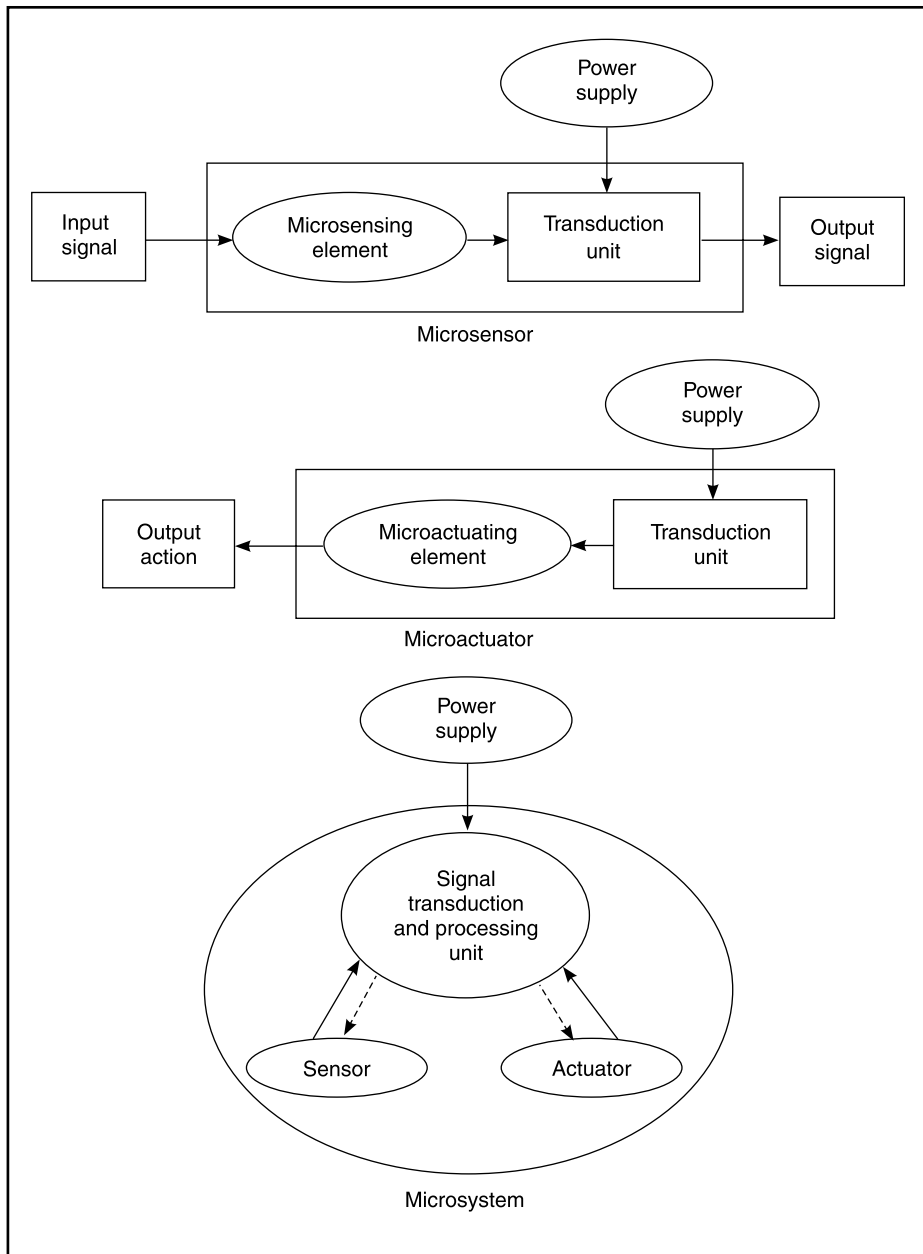 Power
supply
Input
signal
Microsensing
element
Transduction
unit
Output
signal
Microsensor
Power
supply
Output
action
Microactuating
element
Transduction
unit
Microactuator
Power
supply
Signal
transduction
and processing
unit
Sensor
Actuator
Microsystem